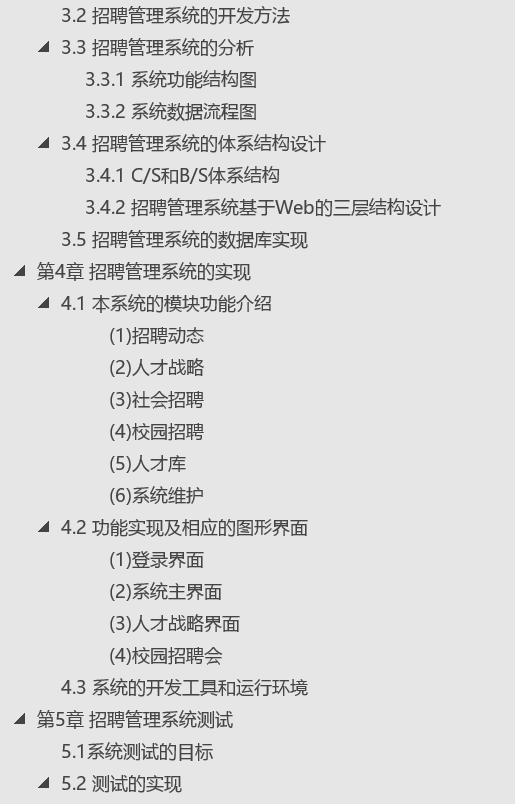 3.2 招聘管理系统的开发方法
3.3 招聘管理系统的分析
3.3.1 系统功能结构图
3.3.2 系统数据流程图
3.4 招聘管理系统的体系结构设计
3.4.1 C/S和B/S体系结构
3.4.2 招聘管理系统基于Web的三层结构设计
3.5 招聘管理系统的数据库实现
第4章 招聘管理系统的实现
4.1 本系统的模块功能介绍
(1)招聘动态
(2)人才战略
(3)社会招聘
(4)校园招聘
(5)人才库
(6)系统维护
4.2 功能实现及相应的图形界面
(1)登录界面
(2)系统主界面
(3)人才战略界面
(4)校园招聘会
4.3 系统的开发工具和运行环境
第5章 招聘管理系统测试
5.1系统测试的目标
5.2 测试的实现